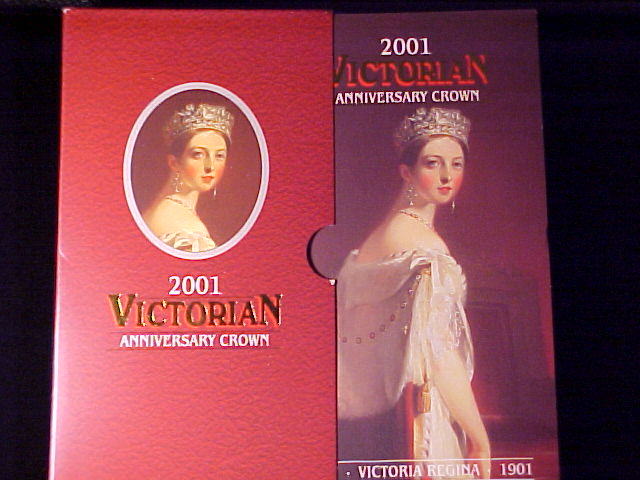 2001
VICTORIAN
ANNIVERSARY CROWN
2001
VICTORIAN
ANNIVERSARY CROWN
· VICTORIA REGINA · 1901